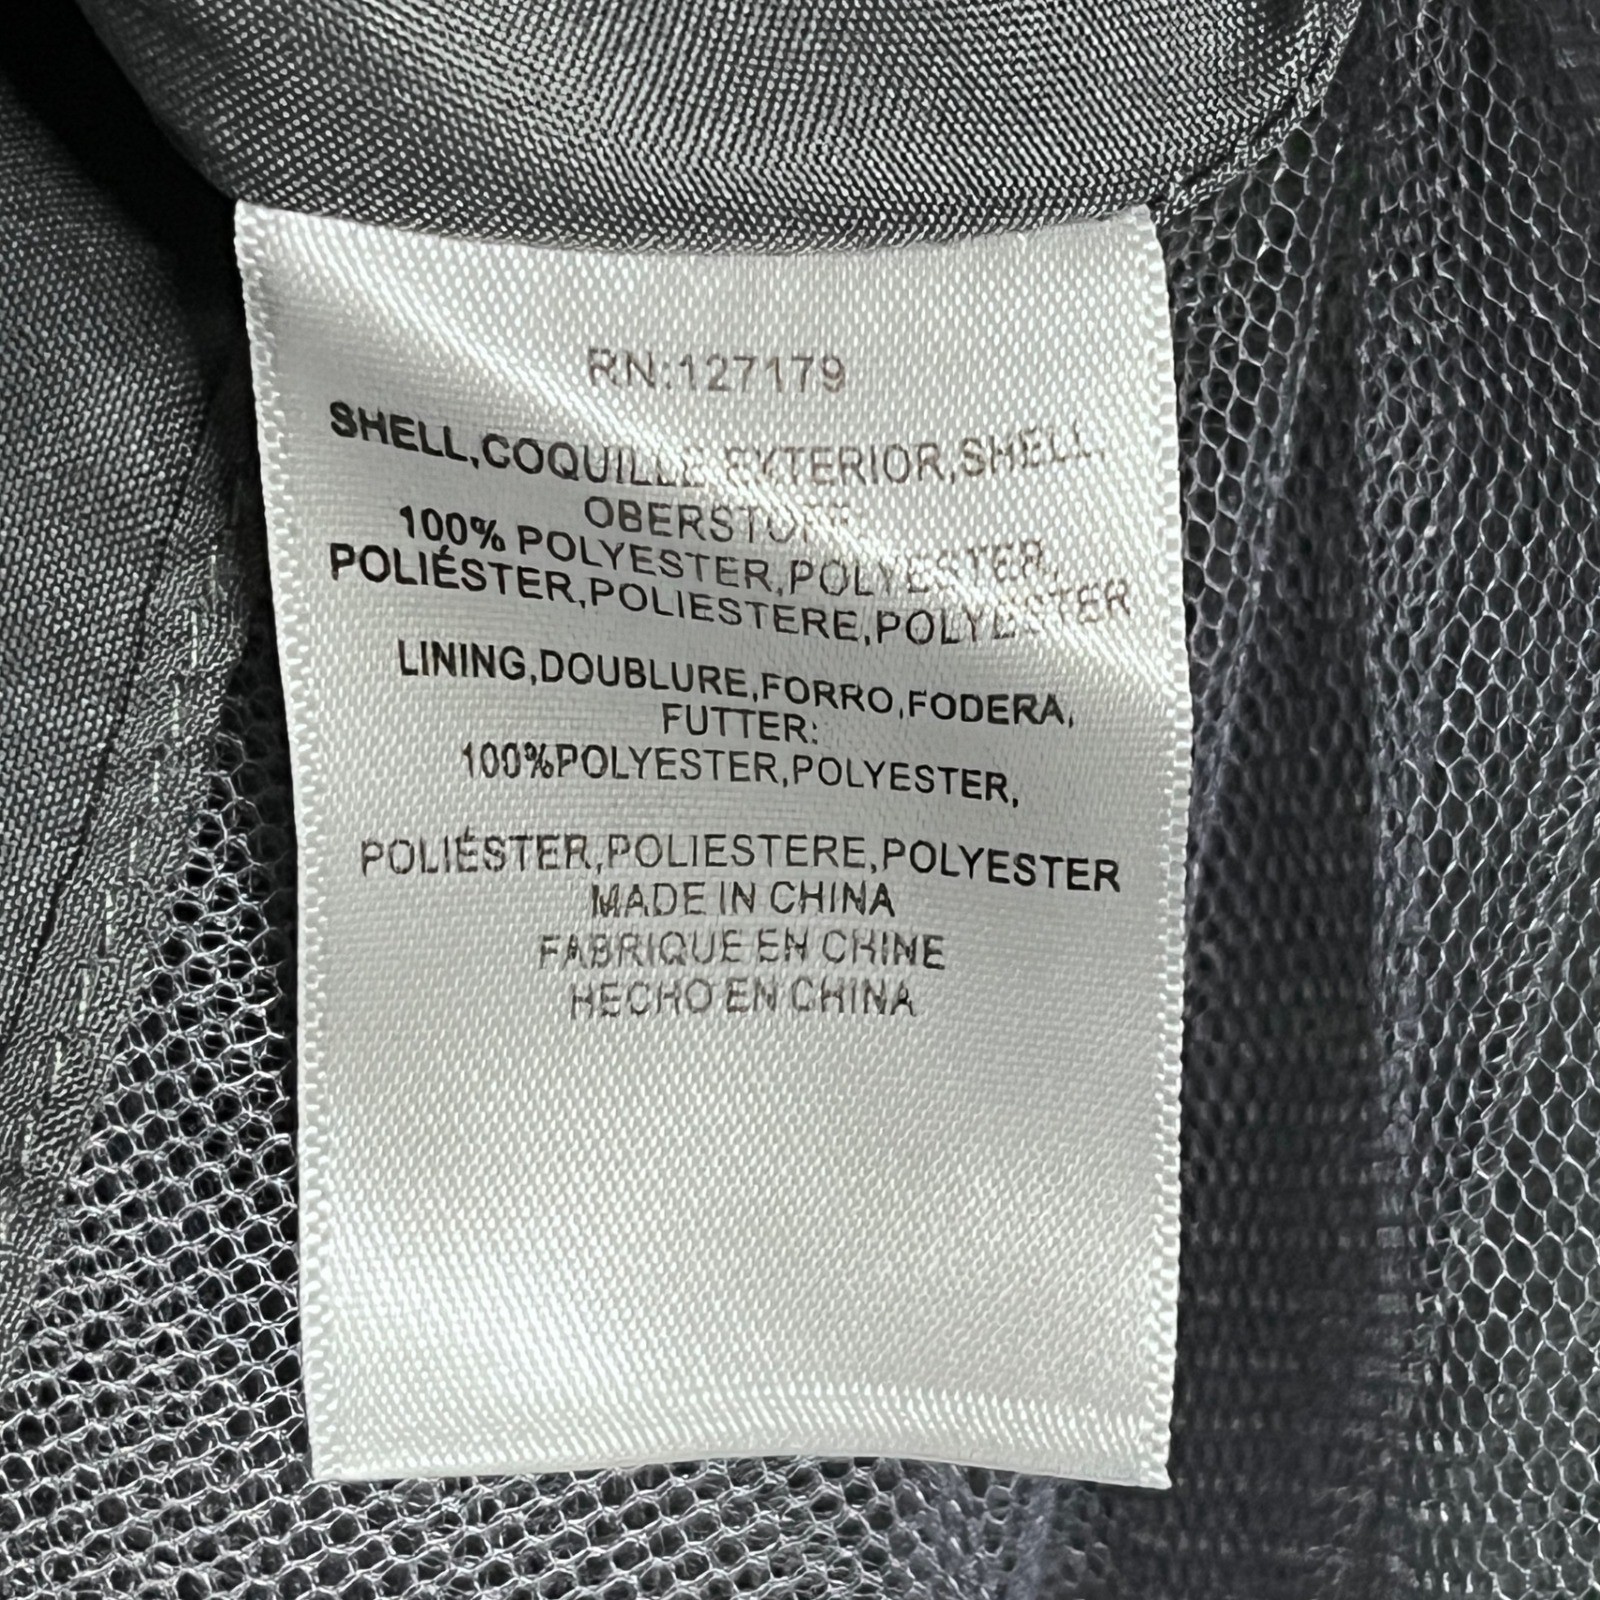 RN:127179
SHELL,COQUILLE,EXTERIOR,SHELL,
OBERSTOFF:
100% POLYESTER,POLYESTER,
POLIÉSTER,POLIESTERE,POLYESTER
LINING,DOUBLURE,FORRO,FODERA,
FUTTER:
100%POLYESTER,POLYESTER,
POLIÉSTER,POLIESTERE,POLYESTER
MADE IN CHINA
FABRIQUE EN CHINE
HECHO EN CHINA